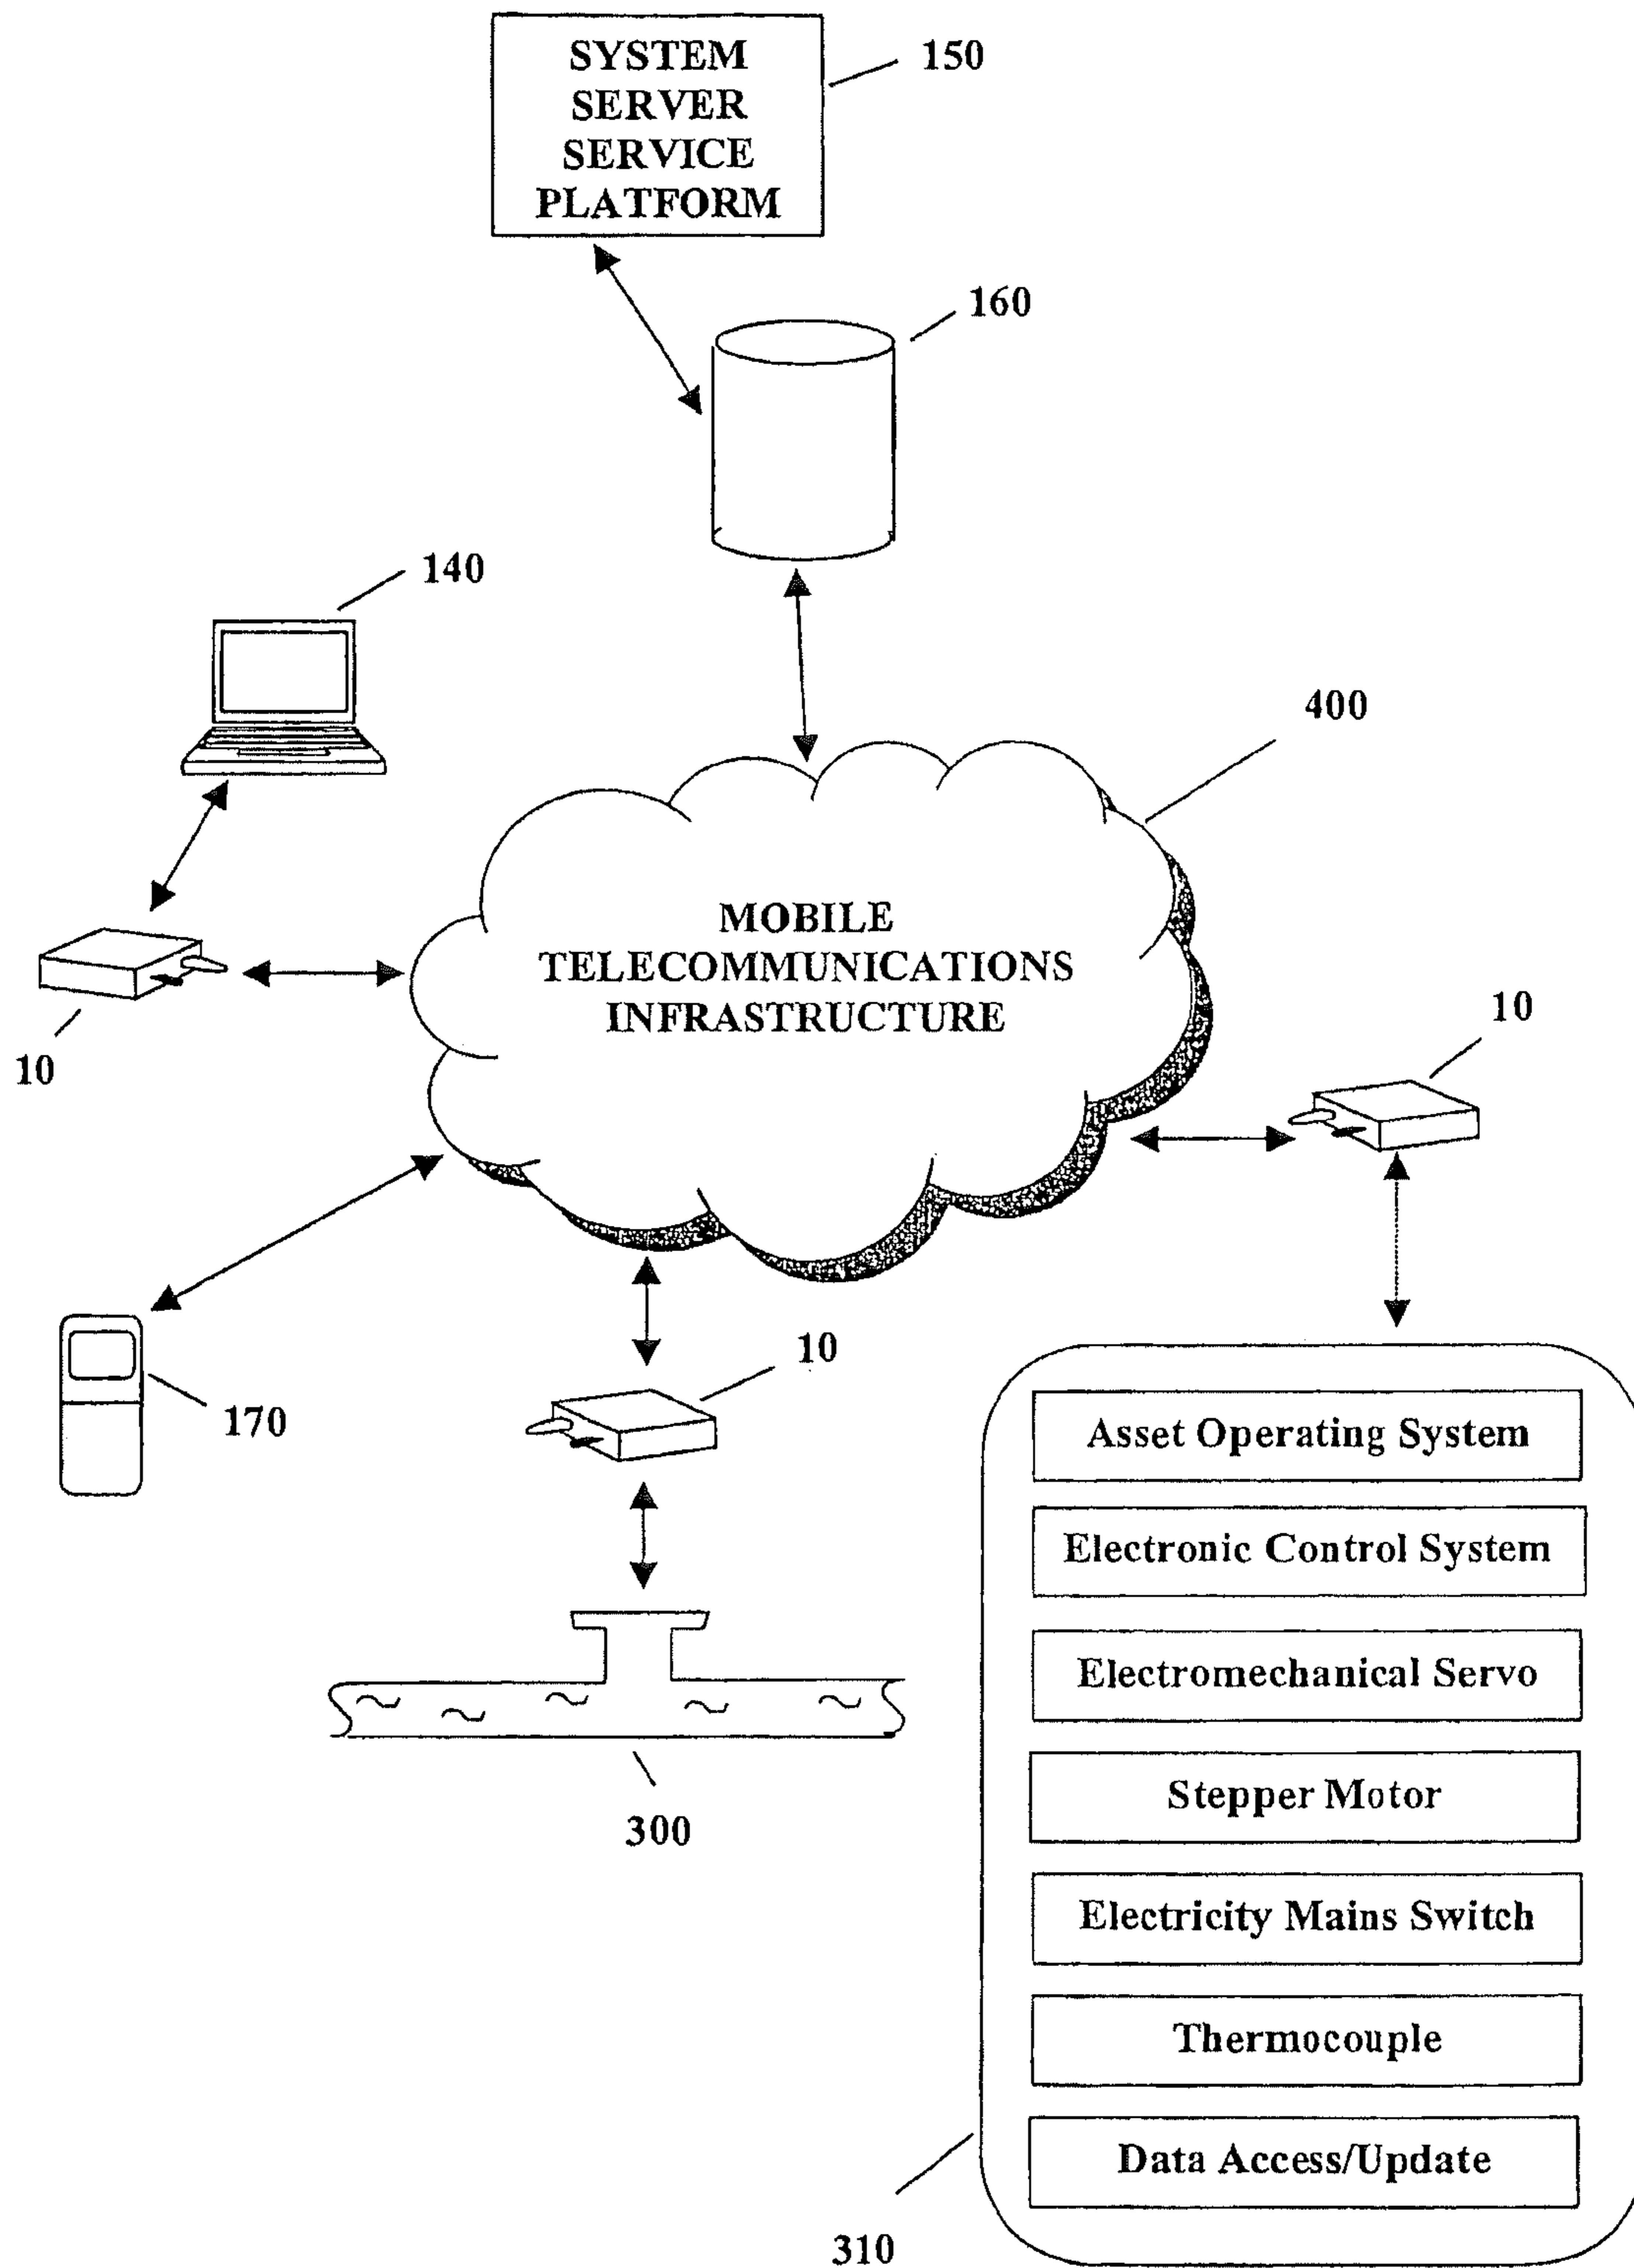 SYSTEM
SERVER
SERVICE
PLATFORM
150
160
140
400
MOBILE
TELECOMMUNICATIONS
INFRASTRUCTURE
10
10
10
170
Asset Operating System
Electronic Control System
Electromechanical Servo
Stepper Motor
300
Electricity Mains Switch
Thermocouple
Data Access/Update
310